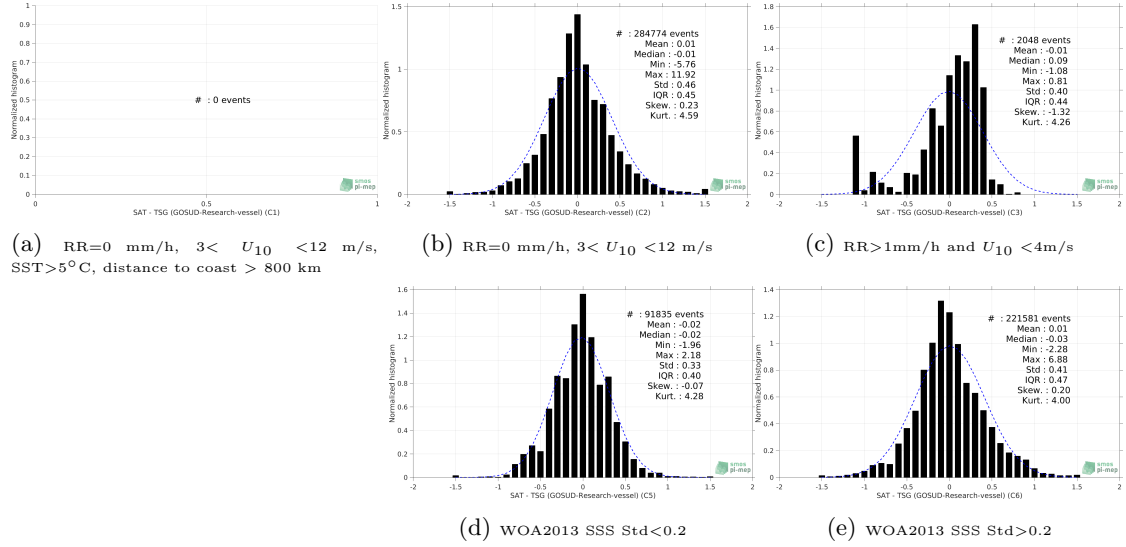 1
0.9
0.8
0.7
0.6
0.5
0.4
0.3
0.2
0.1
0
Normalized histogram
# : 0 events
0 0.5 1
SAT - TSG (GOSUD-Research-vessel) (C1)
smos
pi-mep
(a) RR=0 mm/h, 3< U10 <12 m/s,
SST>5°C, distance to coast > 800 km
1.5
1
0.5
0
Normalized histogram
# : 284774 events
Mean : 0.01
Median : -0.01
Min : -5.76
Max : 11.92
Std : 0.46
IQR : 0.45
Skew. : 0.23
Kurt. : 4.59
-2 -1.5 -1 -0.5 0 0.5 1 1.5 2
SAT - TSG (GOSUD-Research-vessel) (C2)
smos
pi-mep
(b) RR=0 mm/h, 3< U10 <12 m/s
1.8
1.6
1.4
1.2
1
0.8
0.6
0.4
0.2
0
Normalized histogram
# : 2048 events
Mean : -0.01
Median : 0.09
Min : -1.08
Max : 0.81
Std : 0.40
IQR : 0.44
Skew. : -1.32
Kurt. : 4.26
-2 -1.5 -1 -0.5 0 0.5 1 1.5 2
SAT - TSG (GOSUD-Research-vessel) (C3)
smos
pi-mep
(c) RR>1mm/h and U10 <4m/s
1.6
1.4
1.2
1
0.8
0.6
0.4
0.2
0
Normalized histogram
# : 91835 events
Mean : -0.02
Median : -0.02
Min : -1.96
Max : 2.18
Std : 0.33
IQR : 0.40
Skew. : -0.07
Kurt. : 4.28
-2 -1.5 -1 -0.5 0 0.5 1 1.5 2
SAT - TSG (GOSUD-Research-vessel) (C5)
smos
pi-mep
(d) WOA2013 SSS Std<0.2
1.4
1.2
1
0.8
0.6
0.4
0.2
0
Normalized histogram
# : 221581 events
Mean : 0.01
Median : -0.03
Min : -2.28
Max : 6.88
Std : 0.41
IQR : 0.47
Skew. : 0.20
Kurt. : 4.00
-2 -1.5 -1 -0.5 0 0.5 1 1.5 2
SAT - TSG (GOSUD-Research-vessel) (C6)
smos
pi-mep
(e) WOA2013 SSS Std>0.2